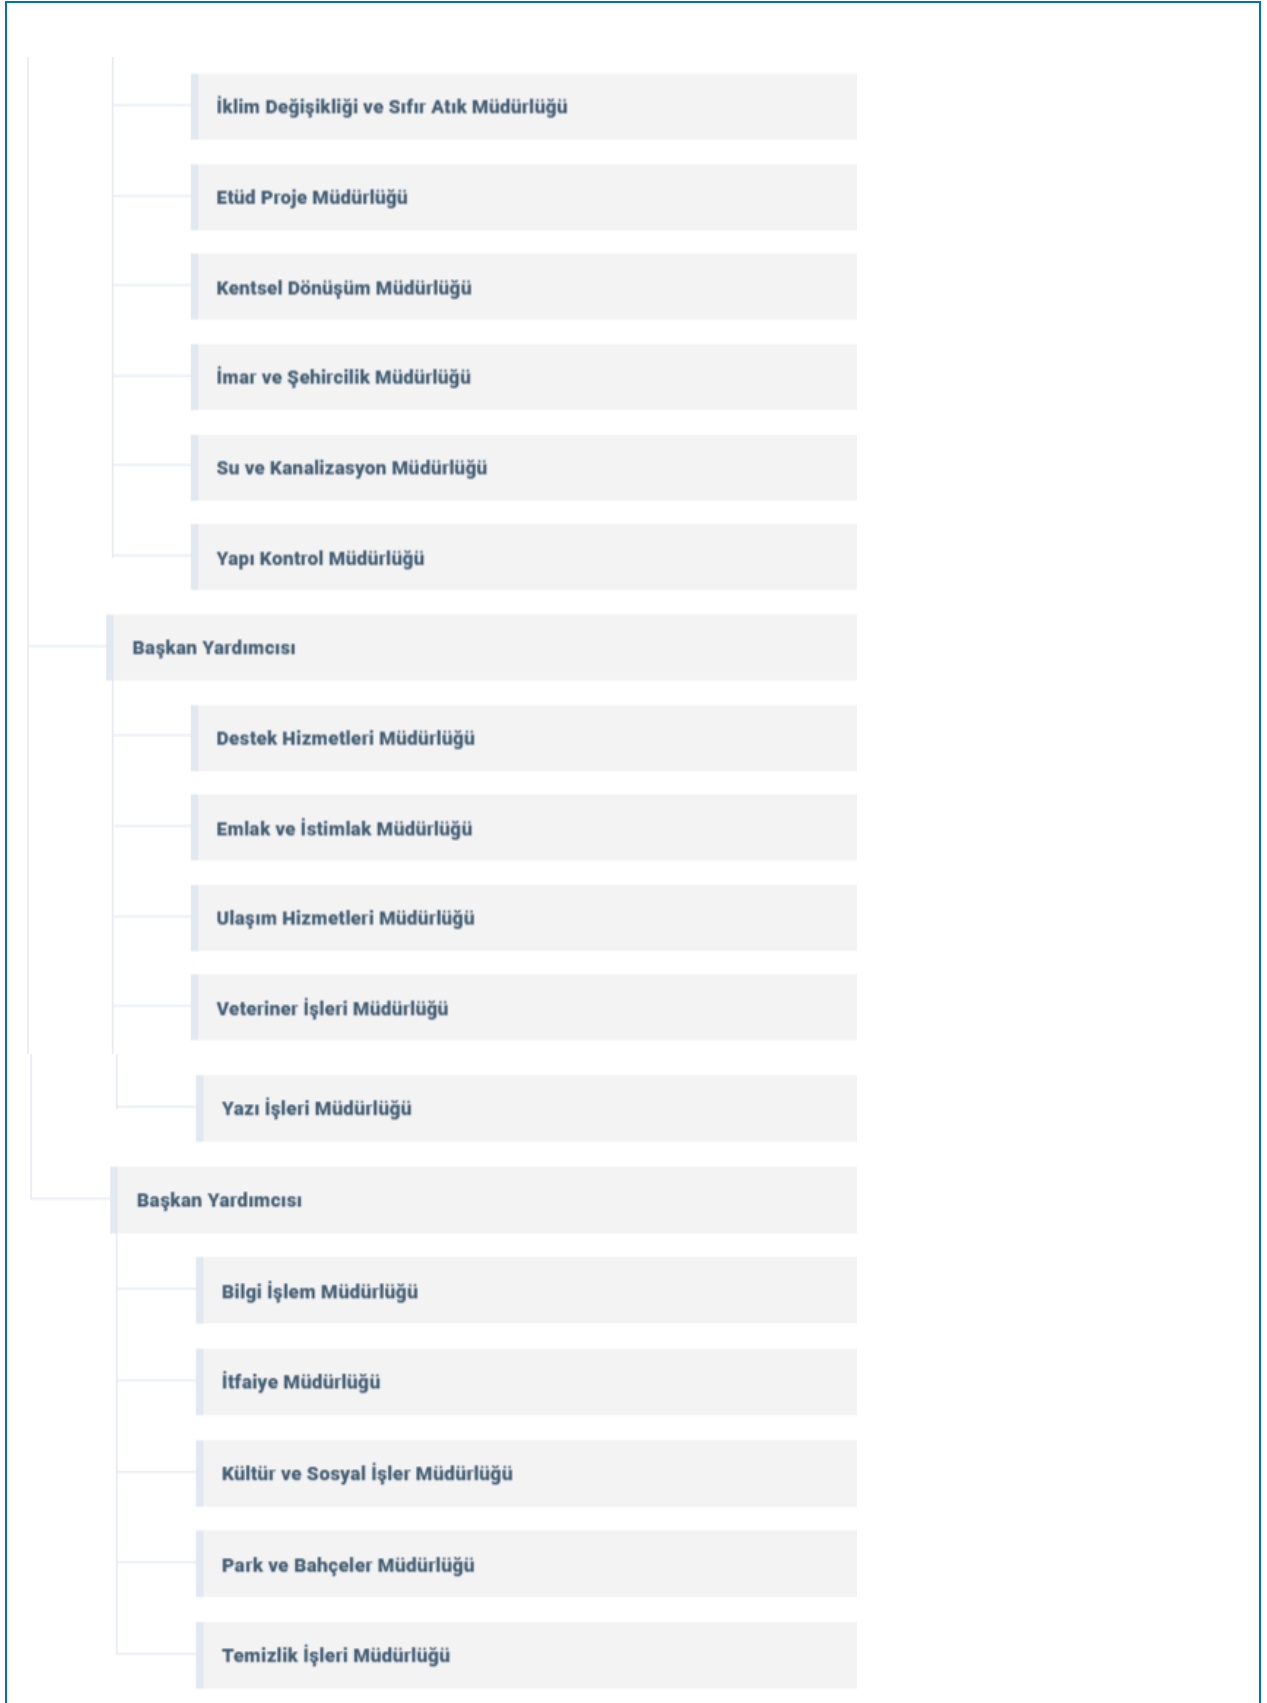 İklim Değişikliği ve Sıfır Atık Müdürlüğü
Etüd Proje Müdürlüğü
Kentsel Dönüşüm Müdürlüğü
İmar ve Şehircilik Müdürlüğü
Su ve Kanalizasyon Müdürlüğü
Yapı Kontrol Müdürlüğü
Başkan Yardımcısı
Destek Hizmetleri Müdürlüğü
Emlak ve İstimlak Müdürlüğü
Ulaşım Hizmetleri Müdürlüğü
Veteriner İşleri Müdürlüğü
Yazı İşleri Müdürlüğü
Başkan Yardımcısı
Bilgi İşlem Müdürlüğü
İtfaiye Müdürlüğü
Kültür ve Sosyal İşler Müdürlüğü
Park ve Bahçeler Müdürlüğü
Temizlik İşleri Müdürlüğü